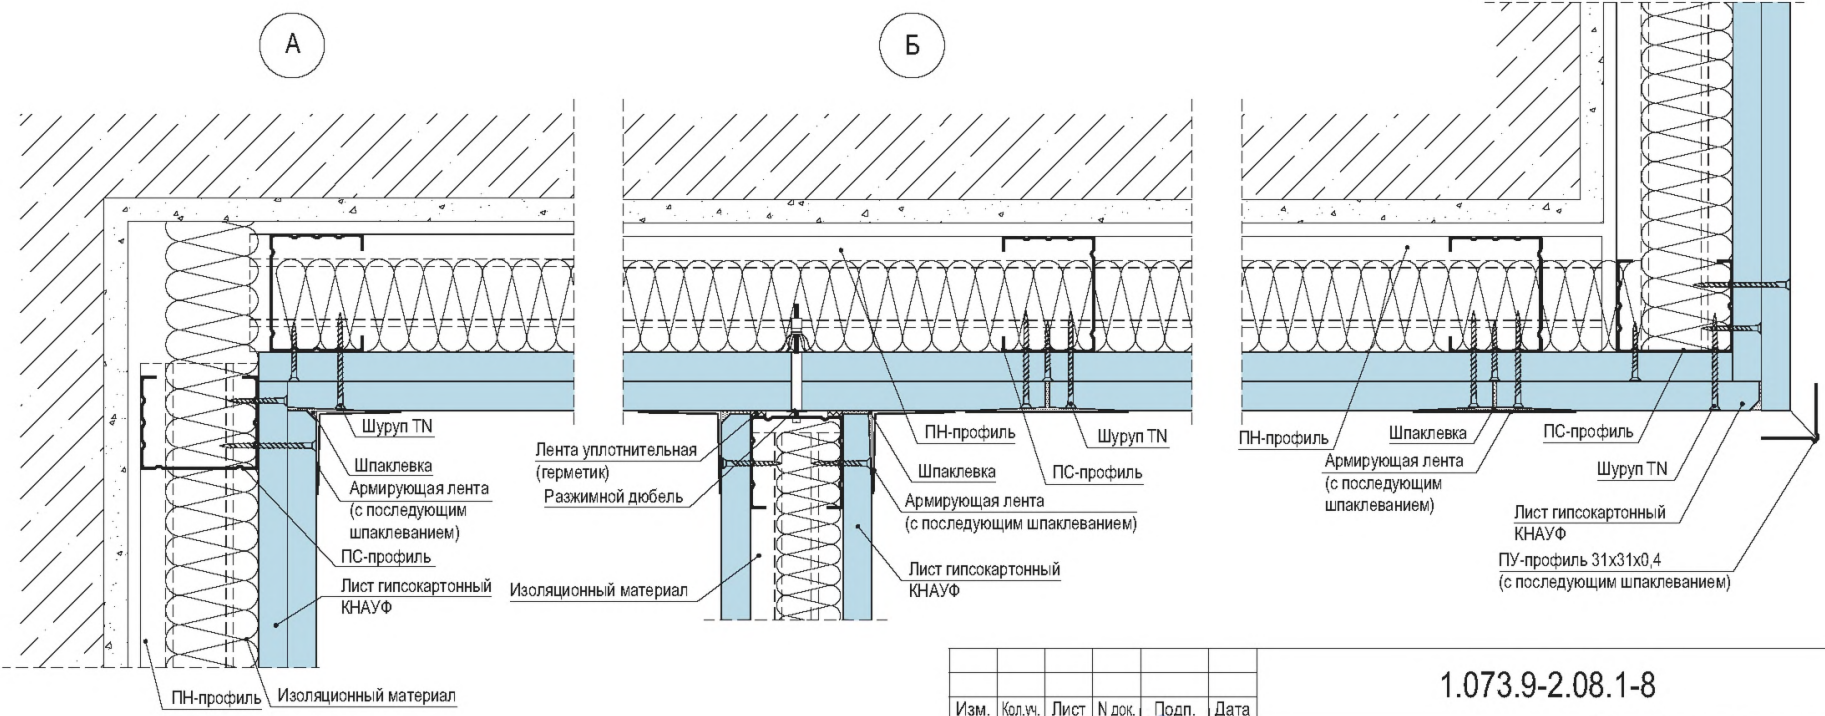 А
Б
Шуруп TN
Шпаклевка
Армирующая лента
(с последующим
шпаклеванием)
ПС-профиль
Лист гипсокартонный
КНАУФ
ПН-профиль
Изоляционный материал
Лента уплотнительная
(герметик)
Разжимной дюбель
Изоляционный материал
ПН-профиль
Шуруп TN
Шпаклевка
ПС-профиль
Армирующая лента
(с последующим шпаклеванием)
Лист гипсокартонный
КНАУФ
ПН-профиль
Шпаклевка
Армирующая лента
(с последующим
шпаклеванием)
ПС-профиль
Шуруп TN
Лист гипсокартонный
КНАУФ
ПУ-профиль 31х31х0,4
(с последующим шпаклеванием)
1.073.9-2.08.1-8
Изм. Кол.уч. Лист N док. Подп. Дата